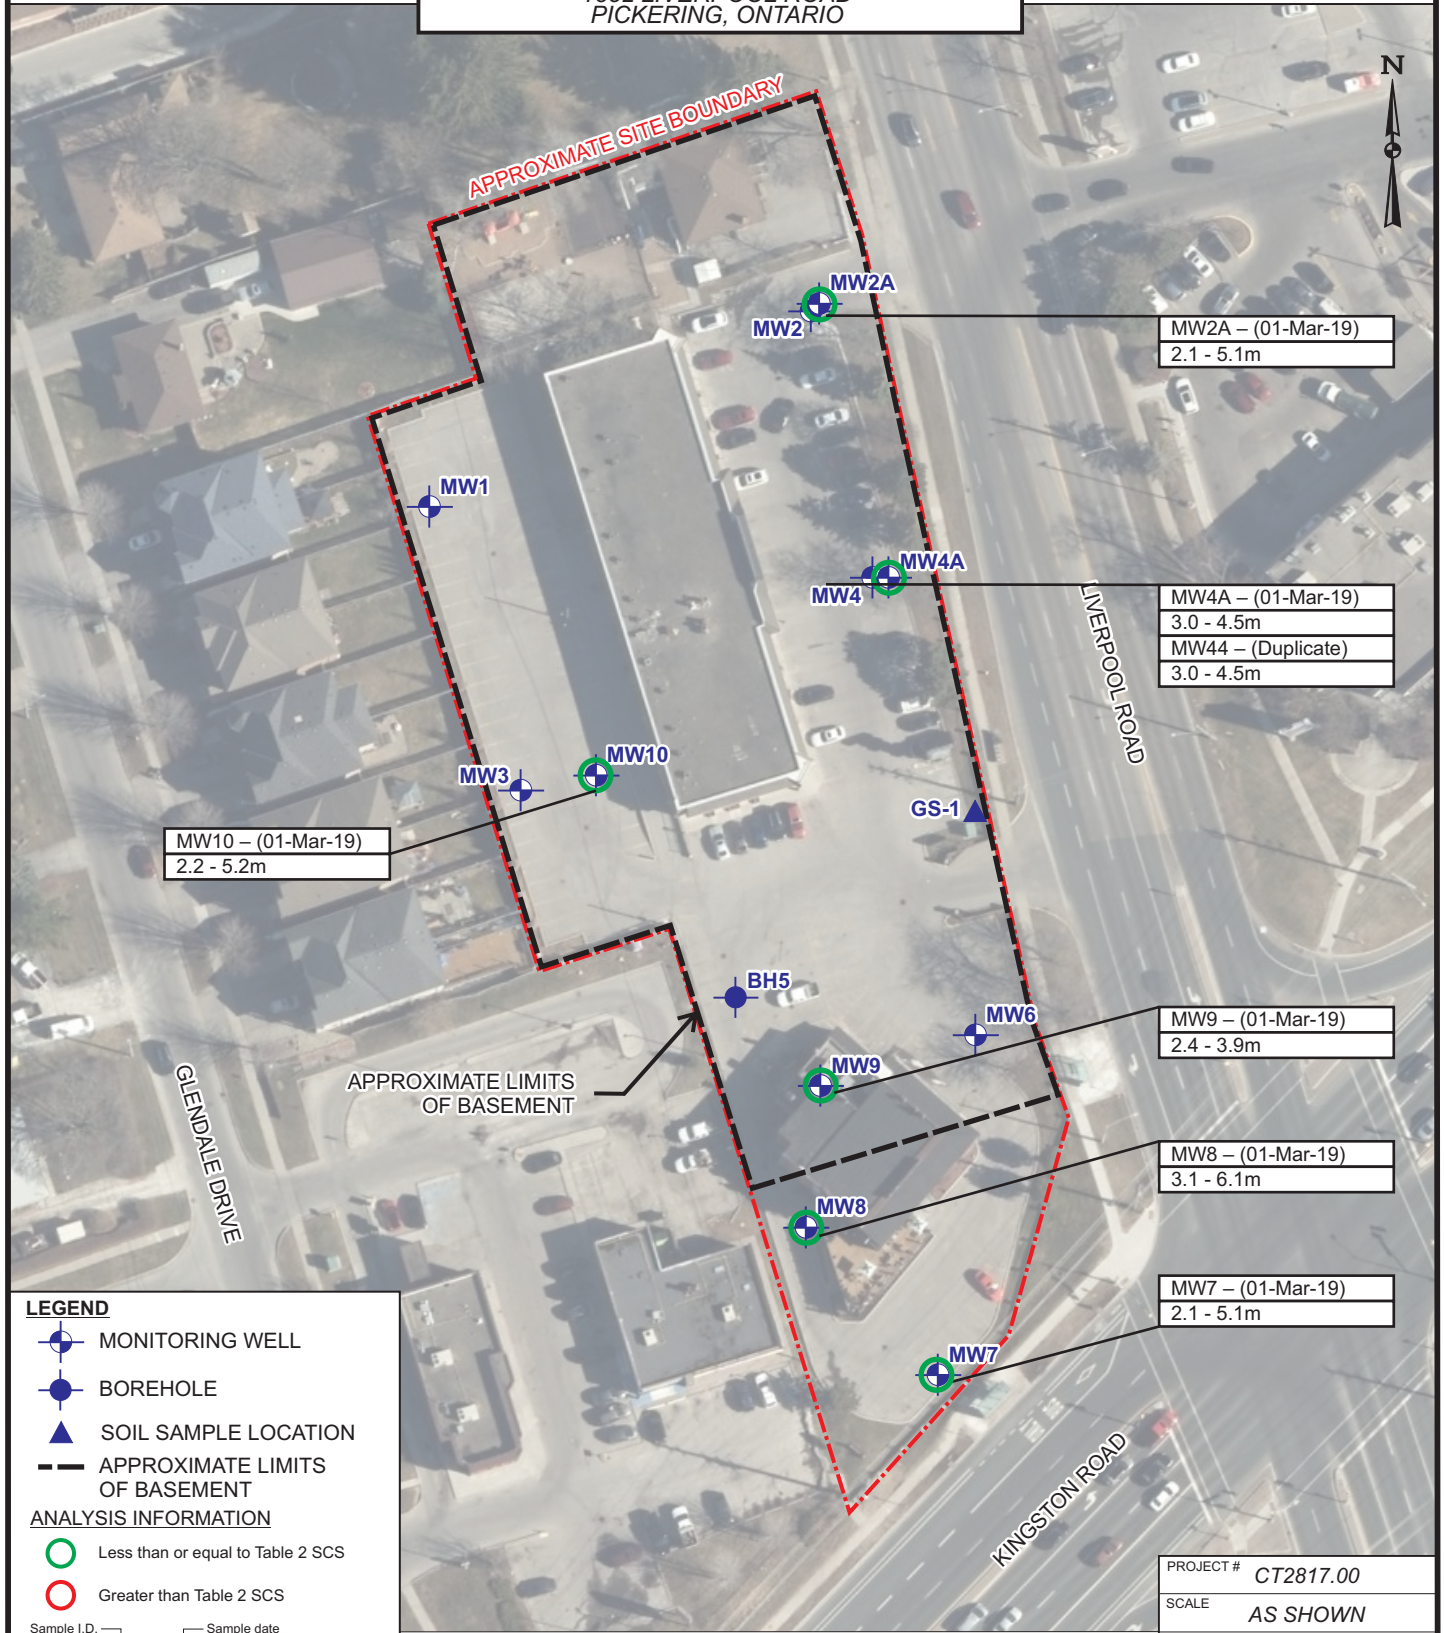 PICKERING, ONTARIO
N
APPROXIMATE SITE BOUNDARY
MW2A
MW2
MW2A – (01-Mar-19)
2.1 - 5.1m
MW1
MW4A
MW4
MW4A – (01-Mar-19)
3.0 - 4.5m
MW44 – (Duplicate)
3.0 - 4.5m
LIVERPOOL ROAD
MW10
MW3
GS-1
MW10 – (01-Mar-19)
2.2 - 5.2m
BH5
MW6
MW9 – (01-Mar-19)
2.4 - 3.9m
MW9
APPROXIMATE LIMITS
OF BASEMENT
GLENDALE DRIVE
MW8 – (01-Mar-19)
3.1 - 6.1m
MW8
MW7 – (01-Mar-19)
2.1 - 5.1m
MW7
KINGSTON ROAD
LEGEND
MONITORING WELL
BOREHOLE
SOIL SAMPLE LOCATION
APPROXIMATE LIMITS
OF BASEMENT
ANALYSIS INFORMATION
Less than or equal to Table 2 SCS
Greater than Table 2 SCS
Sample I.D.
Sample date
PROJECT # CT2817.00
SCALE AS SHOWN